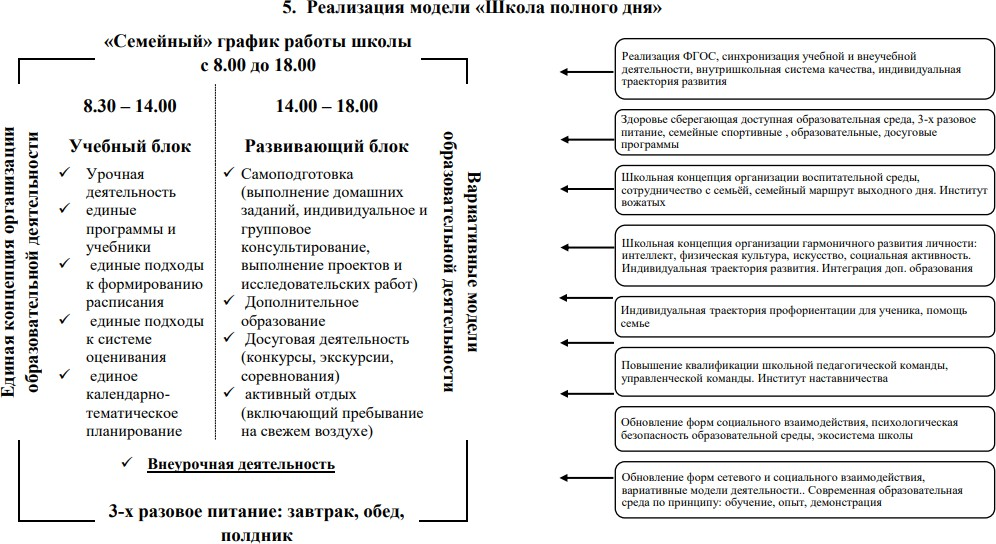 5. Реализация модели «Школа полного дня»
«Семейный» график работы школы
с 8.00 до 18.00
Единая концепция организации
образовательной деятельности
8.30 – 14.00
Учебный блок
✓ Урочная
деятельность
✓ единые
программы и
учебники
✓ единые подходы
к формированию
расписания
✓ единые подходы
к системе
оценивания
✓ единое
календарно-
тематическое
планирование
14.00 – 18.00
Развивающий блок
✓ Самоподготовка
(выполнение домашних
заданий, индивидуальное и
групповое
консультирование,
выполнение проектов и
исследовательских работ)
✓ Дополнительное
образование
✓ Досуговая деятельность
(конкурсы, экскурсии,
соревнования)
✓ активный отдых
(включающий пребывание
на свежем воздухе)
Вариативные модели
образовательной деятельности
✓ Внеурочная деятельность
3-х разовое питание: завтрак, обед,
полдник
Реализация ФГОС, синхронизация учебной и внеучебной
деятельности, внутришкольная система качества, индивидуальная
траектория развития
Здоровье сберегающая доступная образовательная среда, 3-х разовое
питание, семейные спортивные , образовательные, досуговые
программы
Школьная концепция организации воспитательной среды,
сотрудничество с семьёй, семейный маршрут выходного дня. Институт
вожатых
Школьная концепция организации гармоничного развития личности:
интеллект, физическая культура, искусство, социальная активность.
Индивидуальная траектория развития. Интеграция доп. образования
Индивидуальная траектория профориентации для ученика, помощь
семье
Повышение квалификации школьной педагогической команды,
управленческой команды. Институт наставничества
Обновление форм социального взаимодействия, психологическая
безопасность образовательной среды, экосистема школы
Обновление форм сетевого и социального взаимодействия,
вариативные модели деятельности.. Современная образовательная
среда по принципу: обучение, опыт, демонстрация